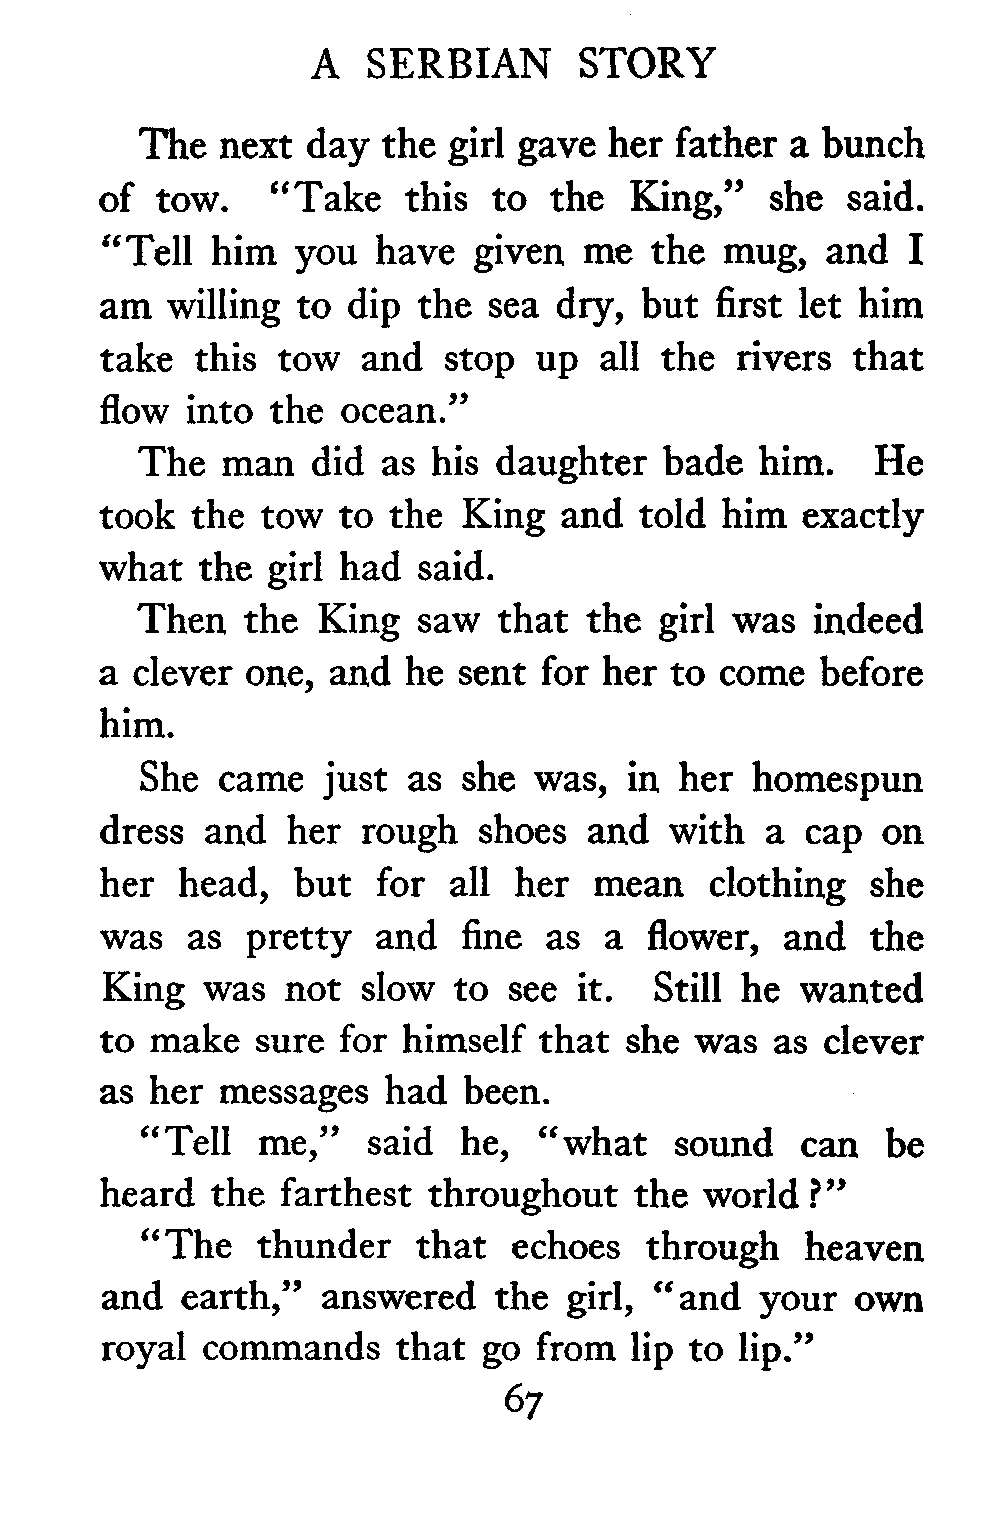 A SERBIAN STORY
The next day the girl gave her father a bunch
of tow. “Take this to the King,” she said.
“Tell him you have given me the mug, and I
am willing to dip the sea dry, but first let him
take this tow and stop up all the rivers that
flow into the ocean.”
The man did as his daughter bade him. He
took the tow to the King and told him exactly
what the girl had said.
Then the King saw that the girl was indeed
a clever one, and he sent for her to come before
him.
She came just as she was, in her homespun
dress and her rough shoes and with a cap on
her head, but for all her mean clothing she
was as pretty and fine as a flower, and the
King was not slow to see it. Still he wanted
to make sure for himself that she was as clever
as her messages had been.
“Tell me,” said he, “what sound can be
heard the farthest throughout the world?”
“The thunder that echoes through heaven
and earth,” answered the girl, “and your own
royal commands that go from lip to lip.”
67